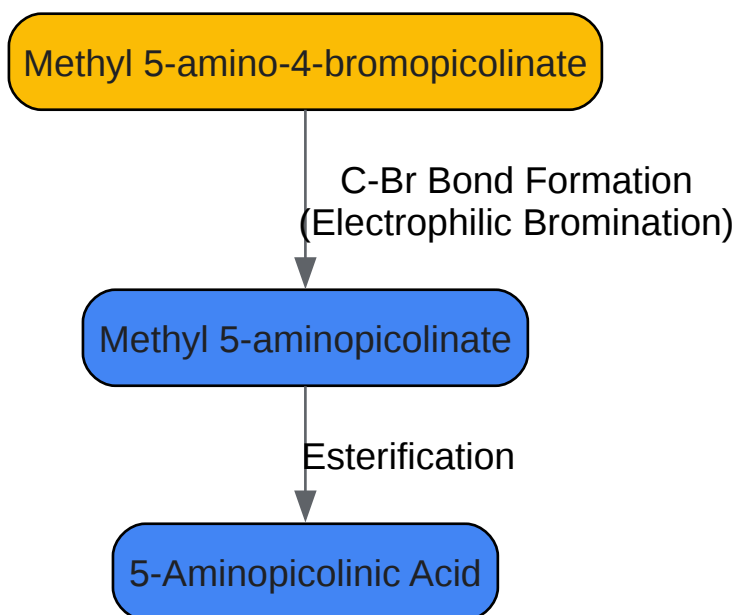 Methyl 5-amino-4-bromopicolinate
C-Br Bond Formation
(Electrophilic Bromination)
Methyl 5-aminopicolinate
Esterification
5-Aminopicolinic Acid